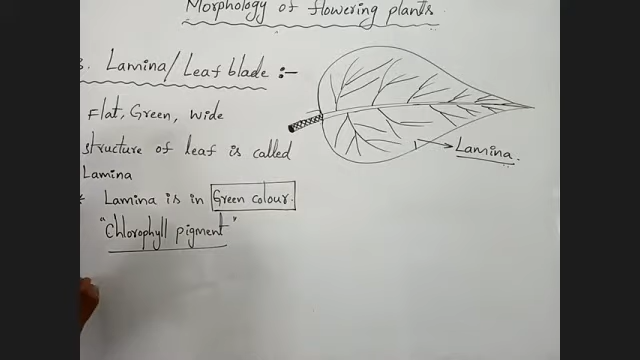 Morphology of flowering plants.
3. Lamina/Leaf blade :-
Flat, Green, Wide
structure of leaf is called
Lamina
* Lamina is in Green colour.
"Chlorophyll pigment"
Lamina.